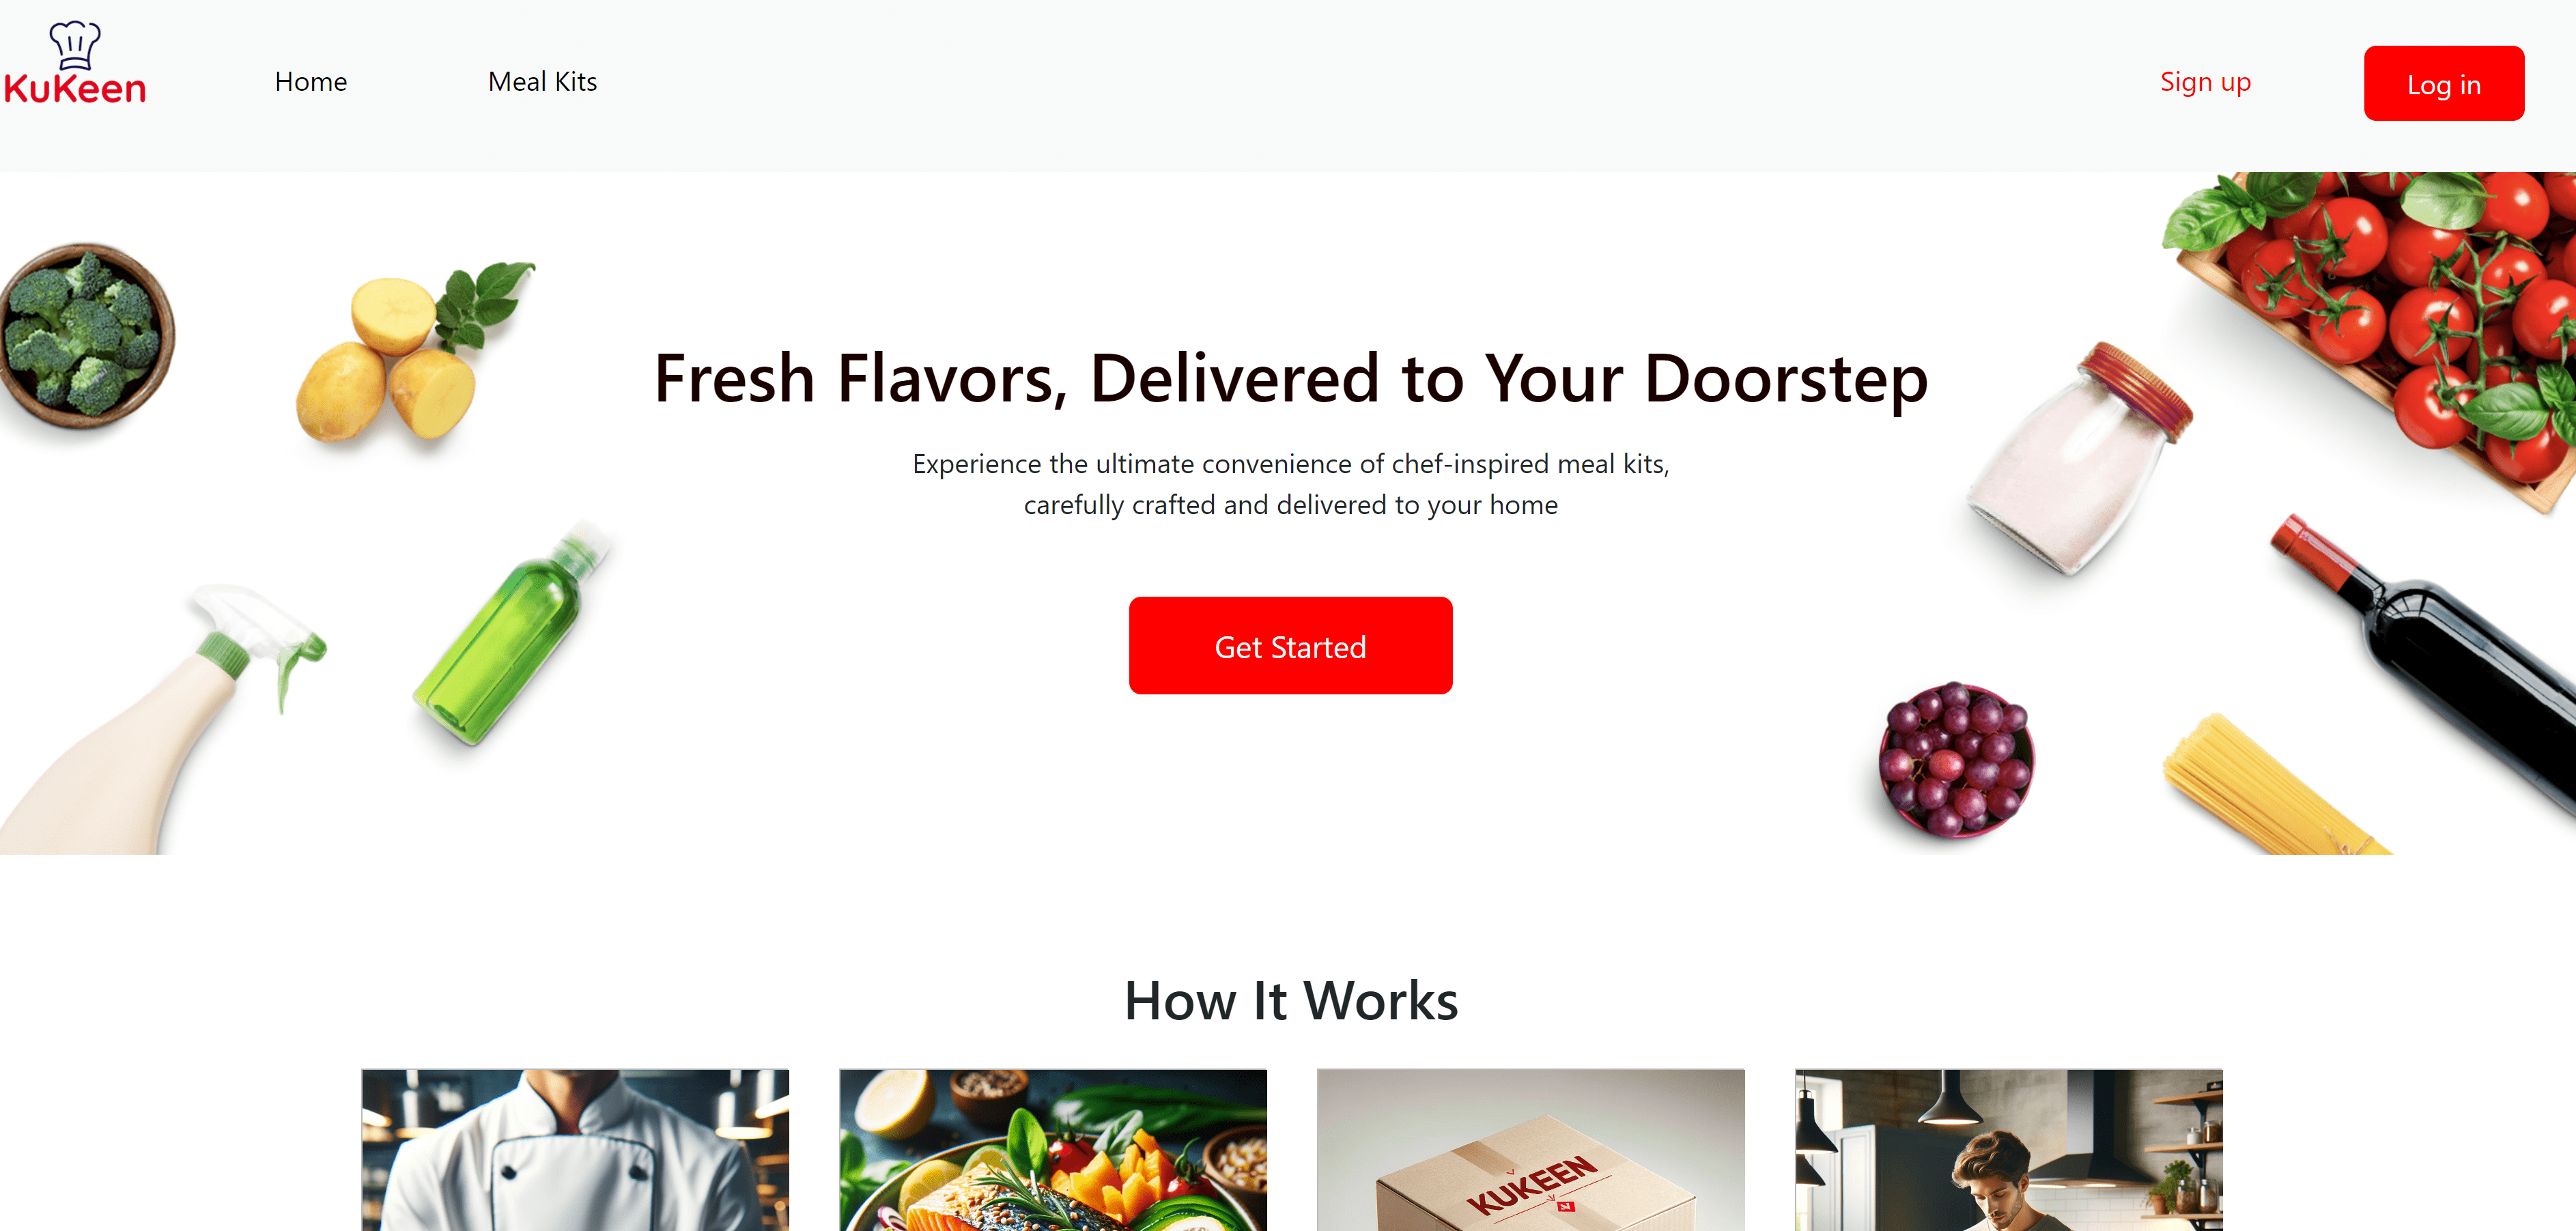 KuKeen
Home
Meal Kits
Sign up
Log in
Fresh Flavors, Delivered to Your Doorstep
Experience the ultimate convenience of chef-inspired meal kits,
carefully crafted and delivered to your home
Get Started
How It Works
KUKEEN